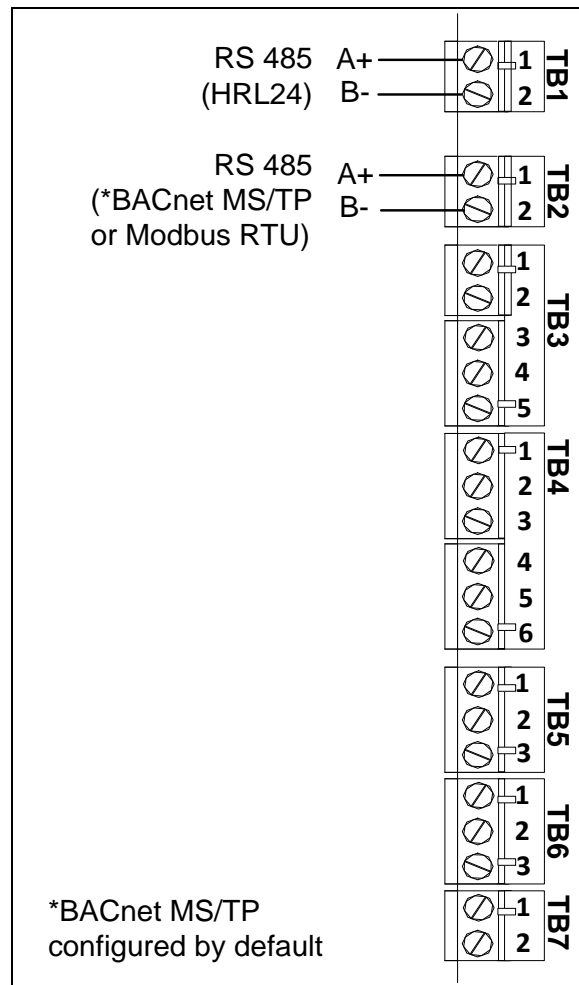 RS 485 A+ 1
(HRL24) B- 2
TB1
RS 485 A+ 1
(*BACnet MS/TP B- 2
or Modbus RTU)
TB2
1
2
3
4
5
TB3
1
2
3
4
5
6
TB4
1
2
3
TB5
1
2
3
TB6
1
2
TB7
*BACnet MS/TP
configured by default